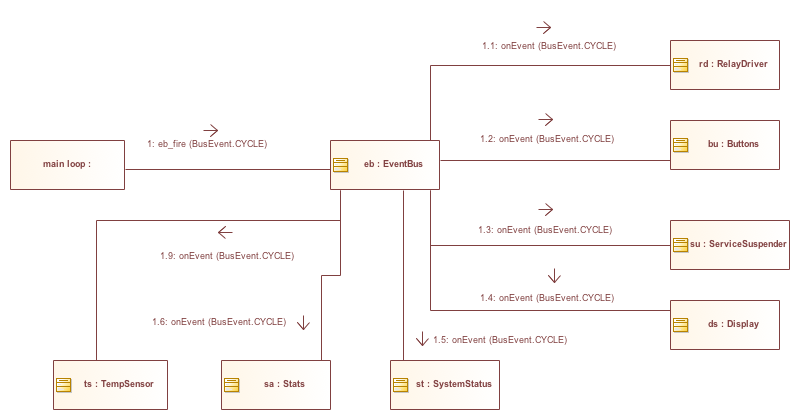 1.1: onEvent (BusEvent.CYCLE)
rd : RelayDriver
1: eb_fire (BusEvent.CYCLE)
1.2: onEvent (BusEvent.CYCLE)
bu : Buttons
main loop :
eb : EventBus
1.3: onEvent (BusEvent.CYCLE)
su : ServiceSuspender
1.9: onEvent (BusEvent.CYCLE)
1.4: onEvent (BusEvent.CYCLE)
ds : Display
1.6: onEvent (BusEvent.CYCLE)
1.5: onEvent (BusEvent.CYCLE)
ts : TempSensor
sa : Stats
st : SystemStatus